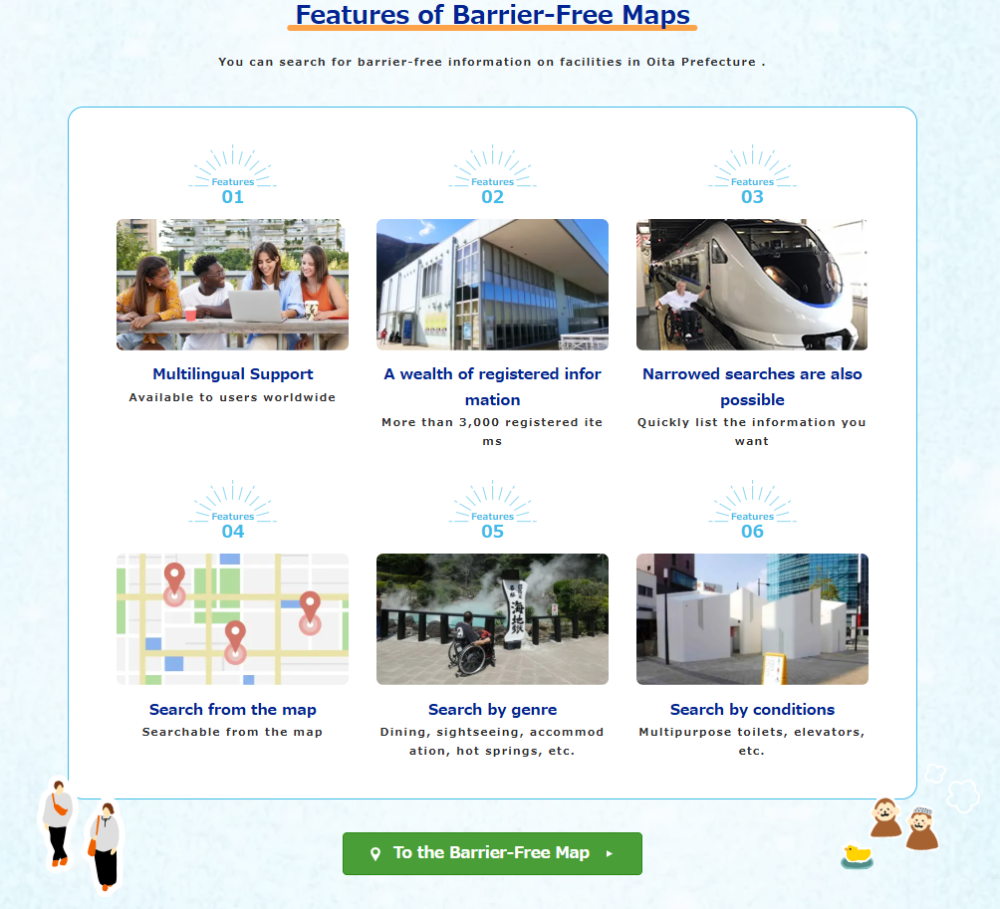 Features of Barrier-Free Maps
You can search for barrier-free information on facilities in Oita Prefecture .
Features
01
Multilingual Support
Available to users worldwide
Features
02
A wealth of registered infor
mation
More than 3,000 registered ite
ms
Features
03
Narrowed searches are also
possible
Quickly list the information you
want
Features
04
Search from the map
Searchable from the map
Features
05
海地獄
Search by genre
Dining, sightseeing, accommod
ation, hot springs, etc.
Features
06
Search by conditions
Multipurpose toilets, elevators,
etc.
To the Barrier-Free Map